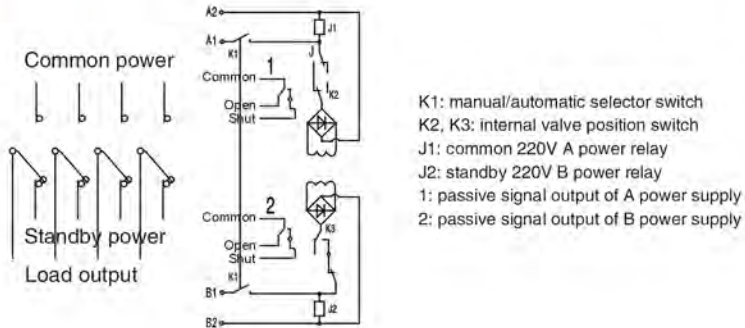 Common power
Standby power
Load output
A2
J1
A1
K1
J
1
Common
K2
Open
Shut
2
Common
K3
Open
Shut
K1
B1
J2
B2
K1: manual/automatic selector switch
K2, K3: internal valve position switch
J1: common 220V A power relay
J2: standby 220V B power relay
1: passive signal output of A power supply
2: passive signal output of B power supply